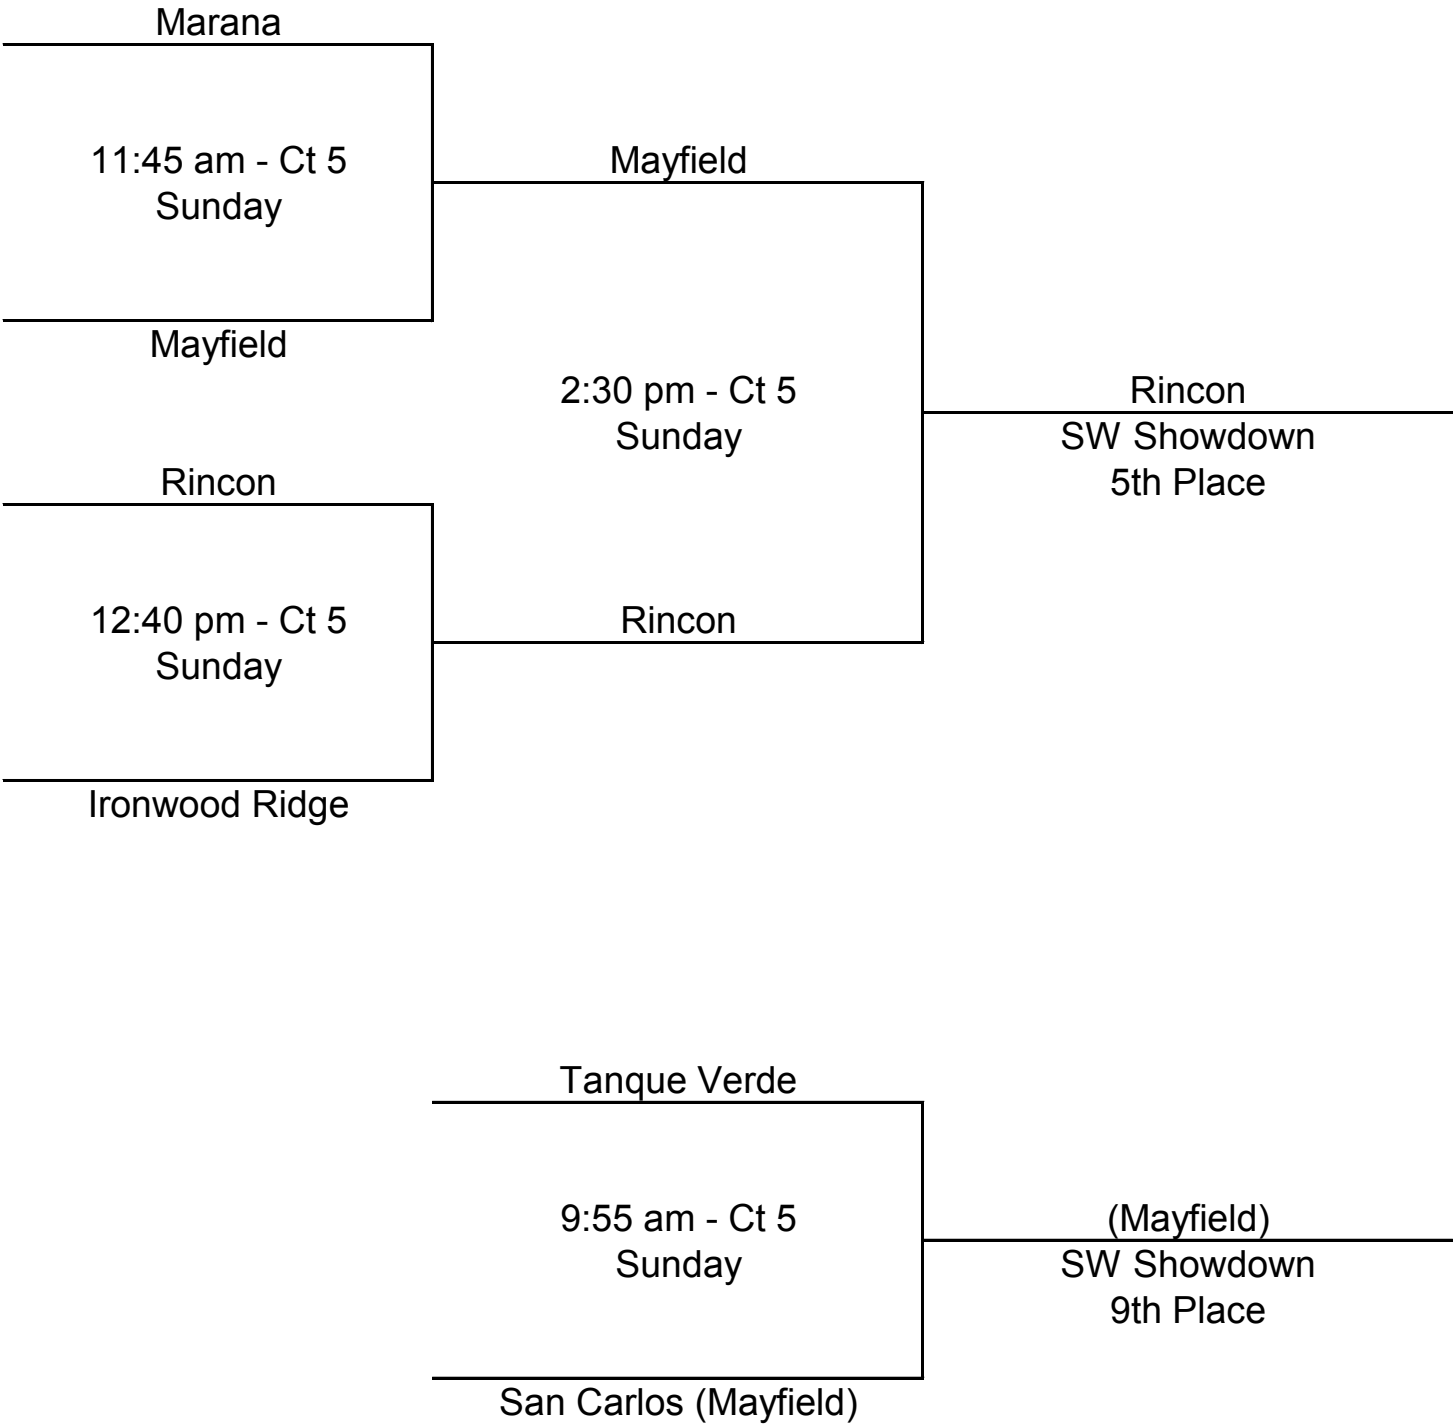 Marana
11:45 am - Ct 5
Sunday
Mayfield
Mayfield
2:30 pm - Ct 5
Sunday
Rincon
SW Showdown
5th Place
Rincon
12:40 pm - Ct 5
Sunday
Rincon
Ironwood Ridge
Tanque Verde
9:55 am - Ct 5
Sunday
(Mayfield)
SW Showdown
9th Place
San Carlos (Mayfield)